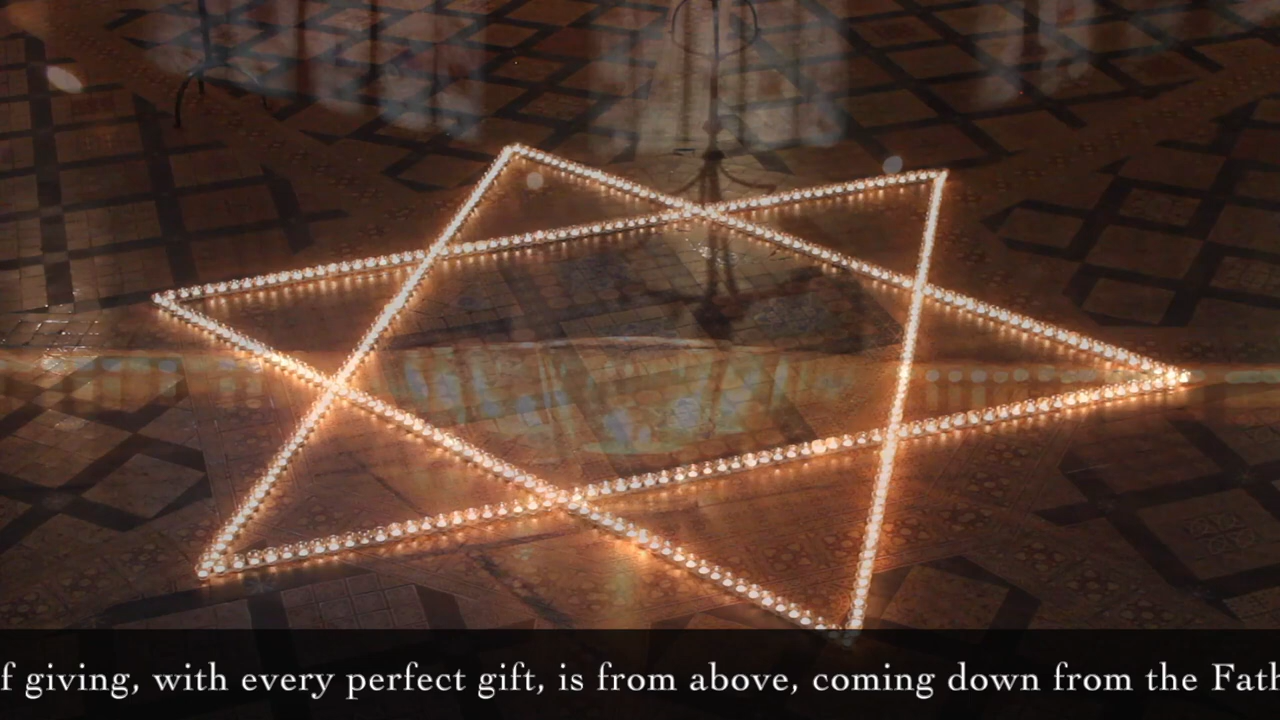 f giving, with every perfect gift, is from above, coming down from the Fath